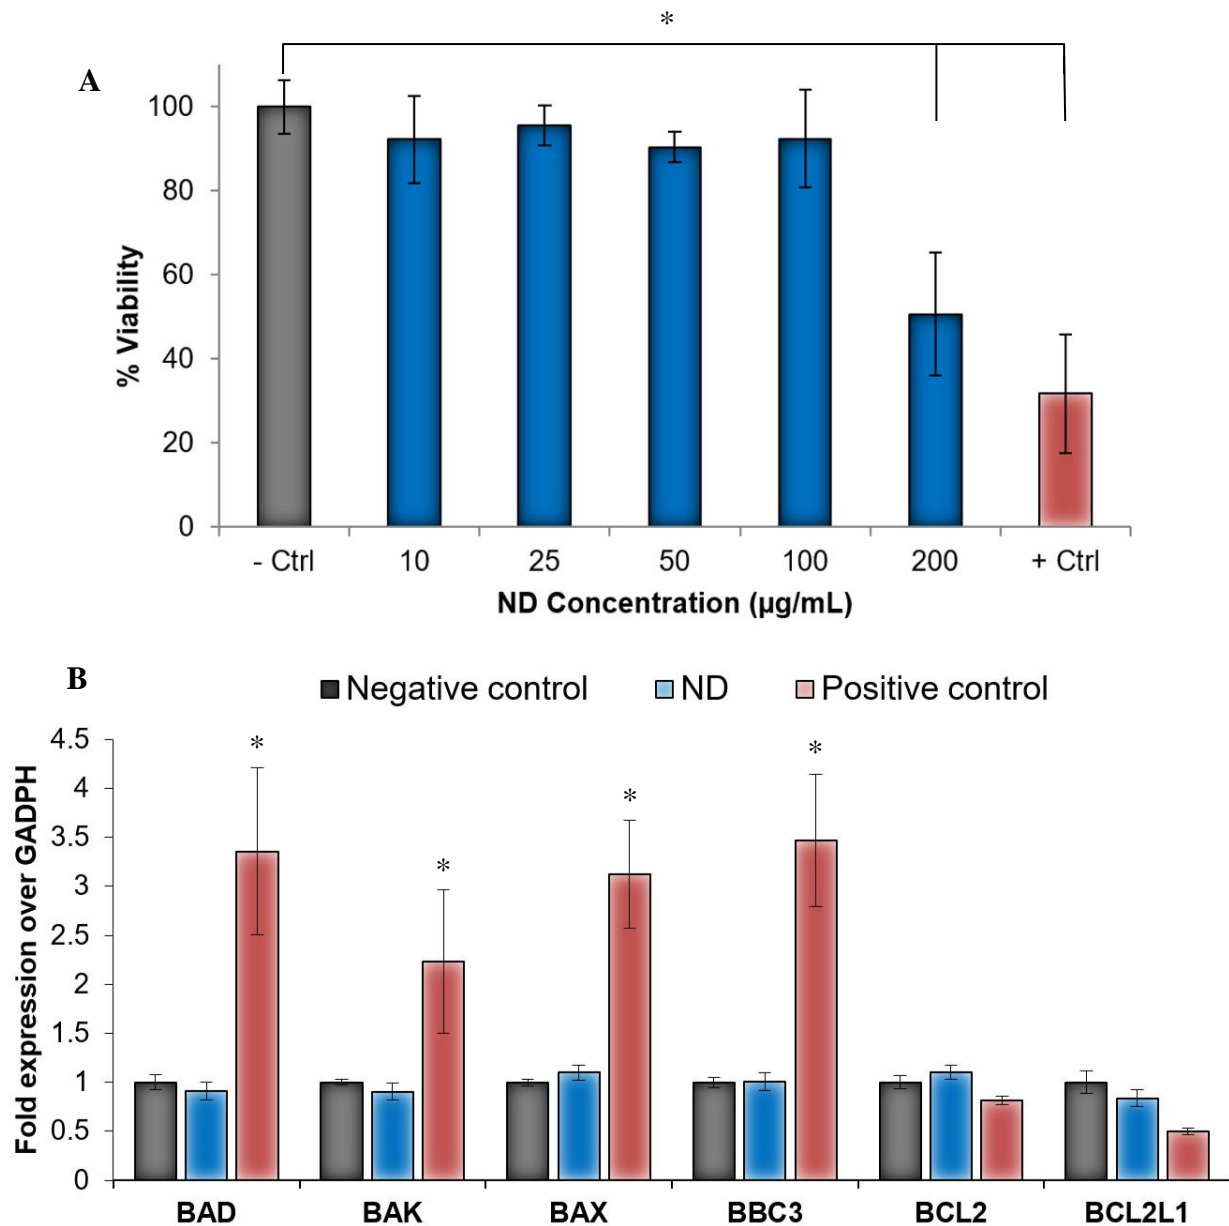 *
A
100
80
60
40
20
0
% Viability
- Ctrl 10 25 50 100 200 + Ctrl
ND Concentration (µg/mL)
B
Negative control ND Positive control
4.5
4
3.5
3
2.5
2
1.5
1
0.5
0
Fold expression over GADPH
* * * *
BAD BAK BAX BBC3 BCL2 BCL2L1